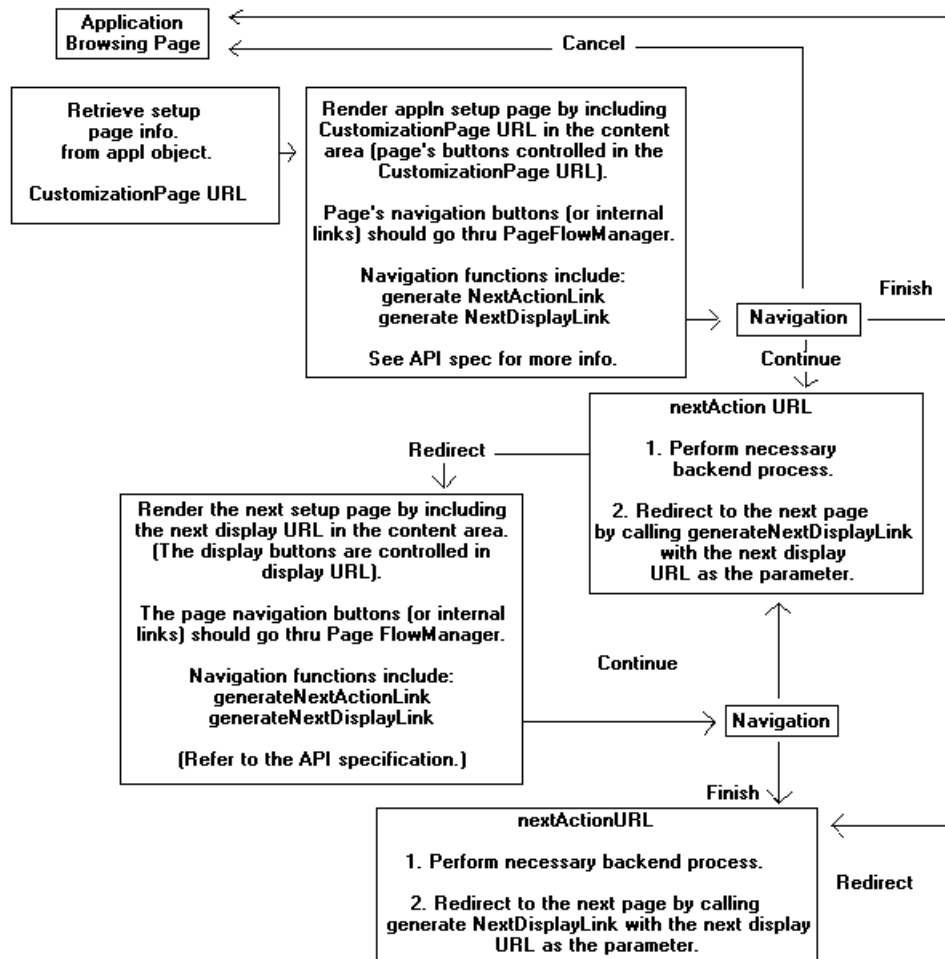 Application
Browsing Page
Cancel
Retrieve setup
page info.
from appl object.
CustomizationPage URL
Render appln setup page by including
CustomizationPage URL in the content
area (page's buttons controlled in the
CustomizationPage URL).
Page's navigation buttons (or internal
links) should go thru PageFlowManager.
Navigation functions include:
generate NextActionLink
generate NextDisplayLink
See API spec for more info.
Navigation
Finish
Continue
nextAction URL
1. Perform necessary
backend process.
2. Redirect to the next page
by calling generateNextDisplayLink
with the next display
URL as the parameter.
Redirect
Render the next setup page by including
the next display URL in the content area.
(The display buttons are controlled in
display URL).
The page navigation buttons (or internal
links) should go thru Page FlowManager.
Navigation functions include:
generateNextActionLink
generateNextDisplayLink
(Refer to the API specification.)
Continue
Navigation
Finish
nextActionURL
1. Perform necessary backend process.
2. Redirect to the next page by calling
generate NextDisplayLink with the next display
URL as the parameter.
Redirect